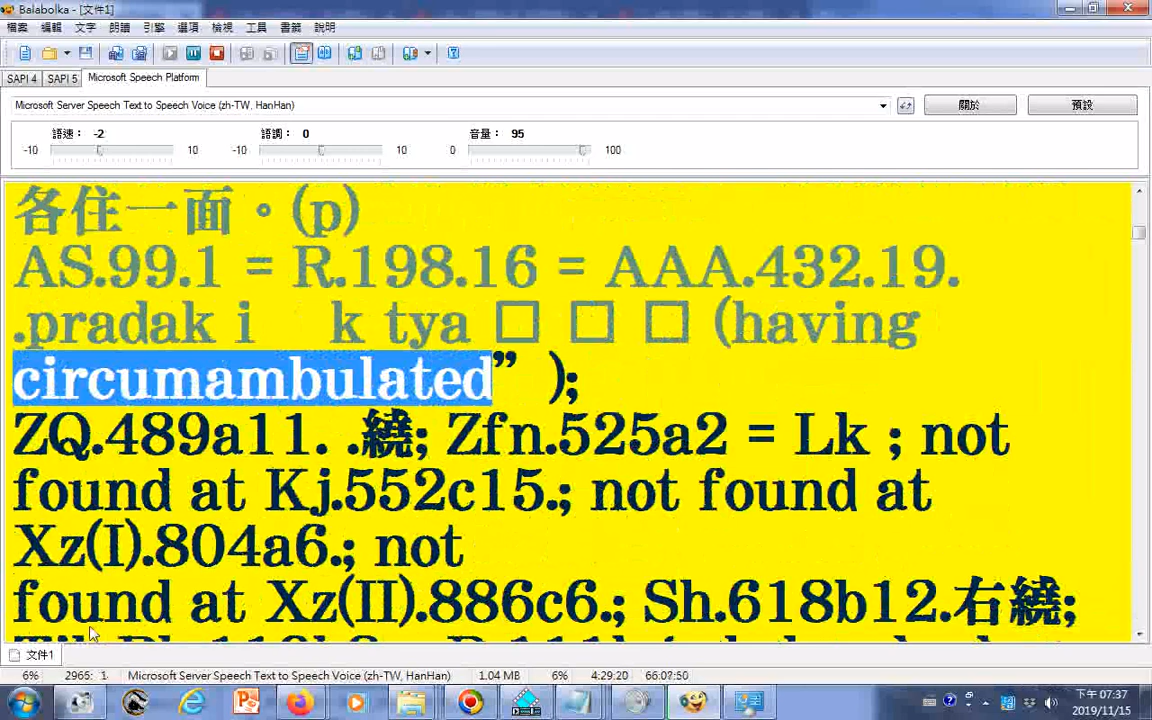 Balabolka - [文件1]
檔案 編輯 文字 朗讀 引擎 選項 檢視 工具 書籤 說明
SAPI 4 SAPI 5 Microsoft Speech Platform
Microsoft Server Speech Text to Speech Voice (zh-TW, HanHan) 關於 預設
語速： -2 語調： 0 音量： 95
-10 10 -10 10 0 100
各住一面。(p)
AS.99.1 = R.198.16 = AAA.432.19.
.pradak i k tya □ □ □ (having
circumambulated” );
ZQ.489a11. .繞; Zfn.525a2 = Lk ; not
found at Kj.552c15.; not found at
Xz(I).804a6.; not
found at Xz(II).886c6.; Sh.618b12.右繞;
文件1
6% 2965: 1 Microsoft Server Speech Text to Speech Voice (zh-TW, HanHan) 1.04 MB 6% 4:29:20 66:07:50
下午 07:37
2019/11/15